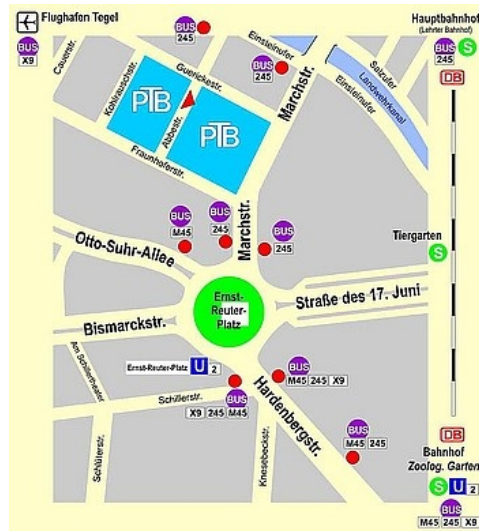 Flughafen Tegel
BUS
X9
BUS
245
Hauptbahnhof
(Lehrter Bahnhof)
BUS
245
S
DB
Cauerstr.
Kohlrauschstr.
Guerickestr.
Einsteinufer
BUS
245
Marchstr.
Salzufer
Landwehrkanal
Einsteinufer
PTB
Abbestr.
PTB
Fraunhoferstr.
BUS
M45
BUS
245
Marchstr.
BUS
245
Otto-Suhr-Allee
Tiergarten
S
Ernst-
Reuter-
Platz
Straße des 17. Juni
Bismarckstr.
Am Schillertheater
Ernst-Reuter-Platz U 2
BUS
M45 245 X9
Schillerstr.
BUS
X9 245 M45
Hardenbergstr.
Schlüterstr.
Knesebeckstr.
BUS
M45 245
DB
Bahnhof
Zoolog. Garten
S U 2
BUS
M45 245 X9